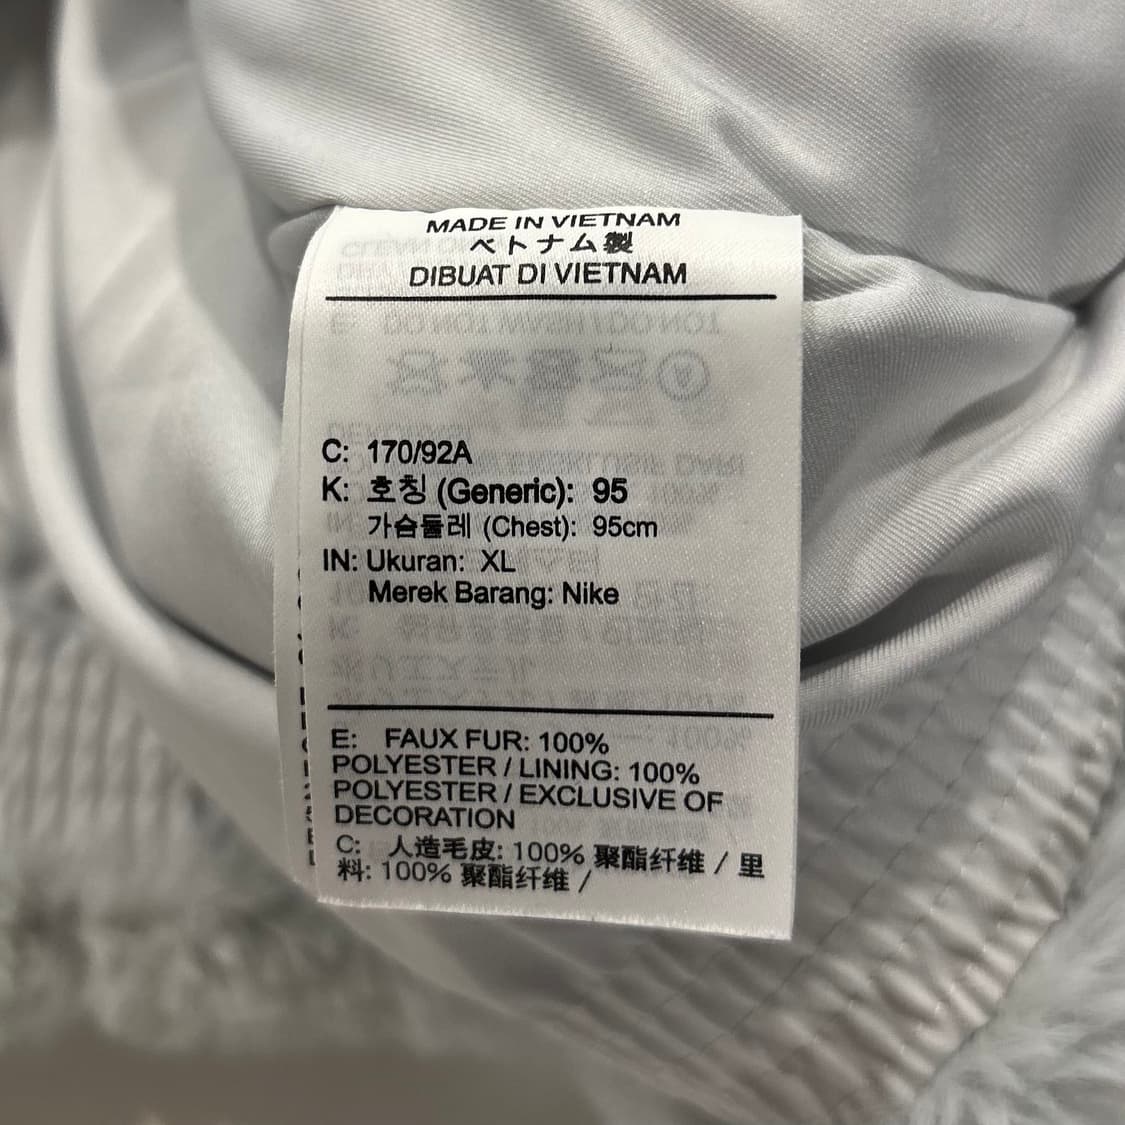 MADE IN VIETNAM
ベトナム製
DIBUAT DI VIETNAM
C: 170/92A
K: 호칭 (Generic): 95
가슴둘레 (Chest): 95cm
IN: Ukuran: XL
Merek Barang: Nike
E: FAUX FUR: 100%
POLYESTER / LINING: 100%
POLYESTER / EXCLUSIVE OF
DECORATION
C: 人造毛皮: 100% 聚酯纤维 / 里
料: 100% 聚酯纤维 /